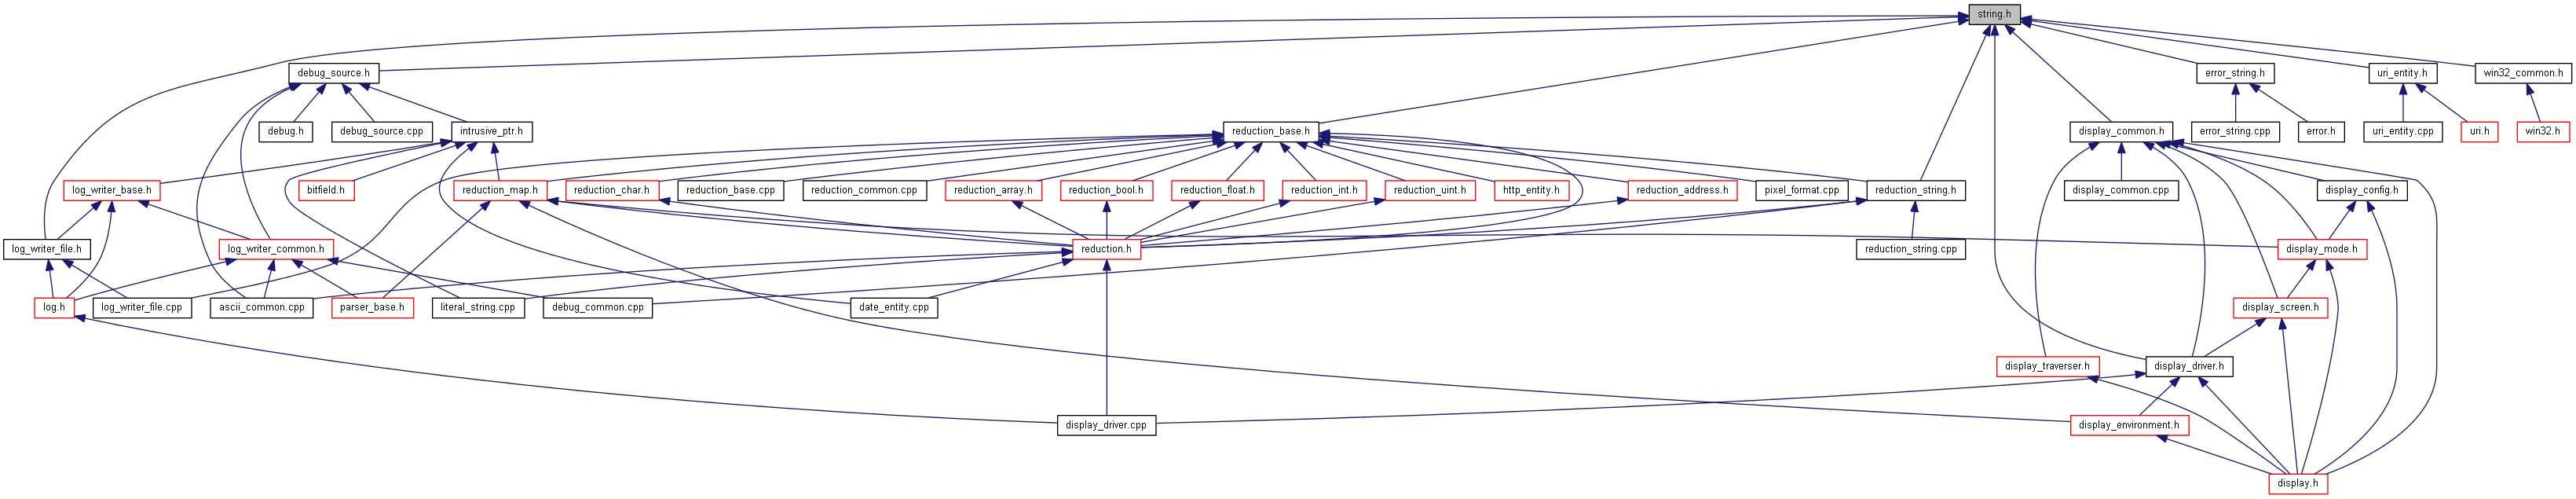 string.h
debug_source.h
error_string.h
uri_entity.h
win32_common.h
debug.h
debug_source.cpp
intrusive_ptr.h
reduction_base.h
display_common.h
error_string.cpp
error.h
uri_entity.cpp
uri.h
win32.h
log_writer_base.h
bitfield.h
reduction_map.h
reduction_char.h
reduction_base.cpp
reduction_common.cpp
reduction_array.h
reduction_bool.h
reduction_float.h
reduction_int.h
reduction_uint.h
http_entity.h
reduction_address.h
pixel_format.cpp
reduction_string.h
display_common.cpp
display_config.h
log_writer_file.h
log_writer_common.h
reduction.h
reduction_string.cpp
display_mode.h
log.h
log_writer_file.cpp
ascii_common.cpp
parser_base.h
literal_string.cpp
debug_common.cpp
date_entity.cpp
display_screen.h
display_traverser.h
display_driver.h
display_driver.cpp
display_environment.h
display.h